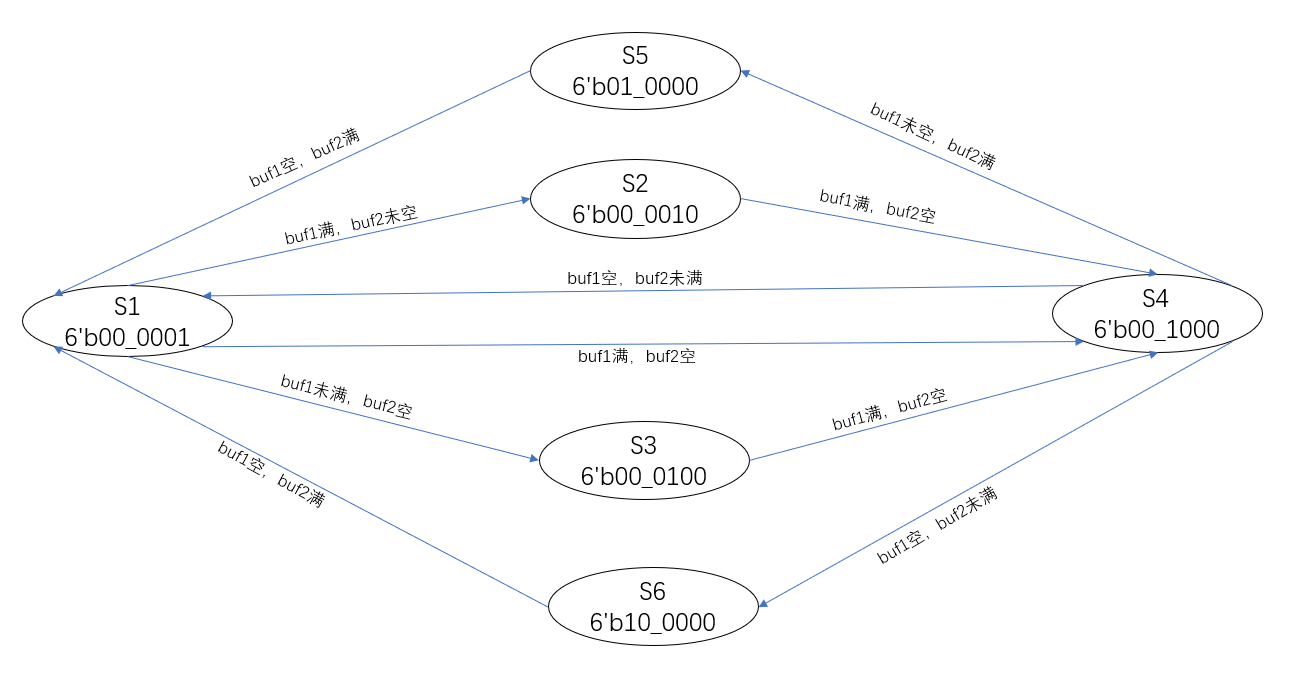 S5
6'b01_0000
buf1未空，buf2满
buf1空，buf2满
S2
6'b00_0010
buf1满，buf2未空
buf1满，buf2空
buf1空，buf2未满
S1
6'b00_0001
S4
6'b00_1000
buf1满，buf2空
buf1未满，buf2空
buf1满，buf2空
S3
6'b00_0100
buf1空，buf2满
buf1空，buf2未满
S6
6'b10_0000